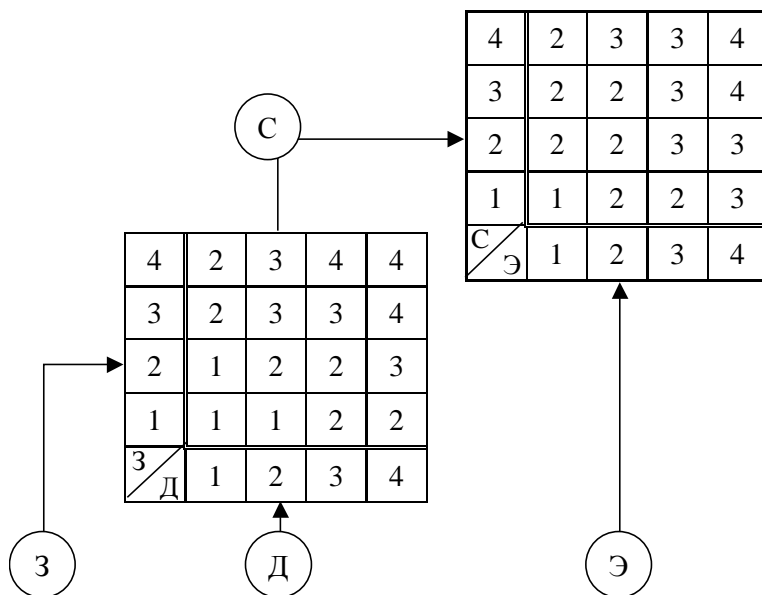 4 2 3 3 4
3 2 2 3 4
С
2 2 2 3 3
1 1 2 2 3
С Э 1 2 3 4
4 2 3 4 4
3 2 3 3 4
2 1 2 2 3
1 1 1 2 2
З Д 1 2 3 4
З Д Э